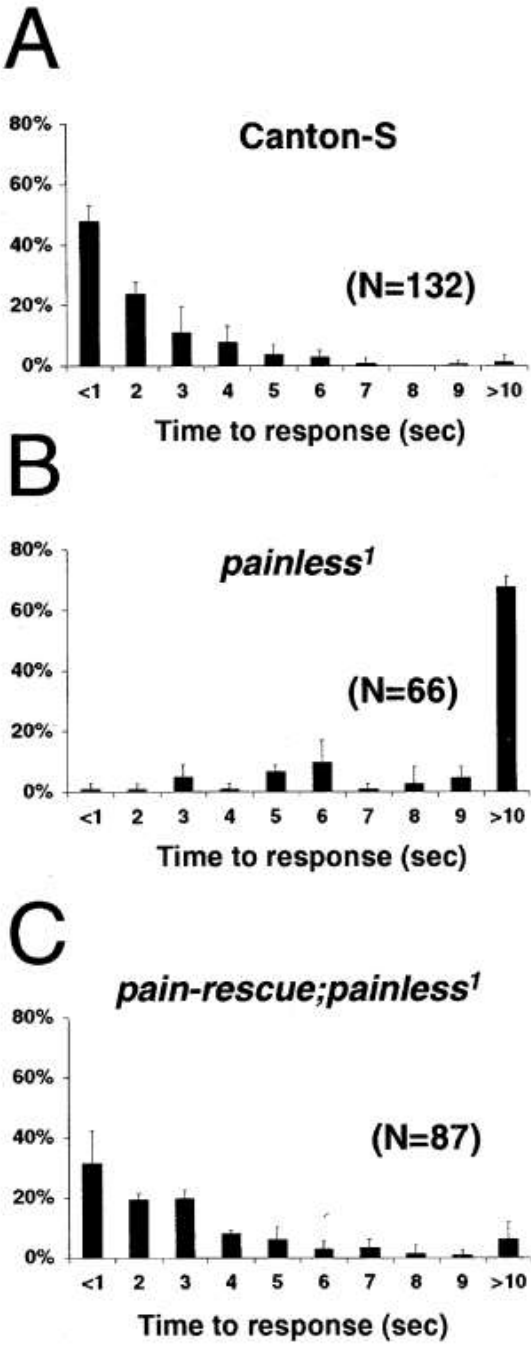 A
Canton-S
80%
60%
40%
20%
0%
(N=132)
<1 2 3 4 5 6 7 8 9 >10
Time to response (sec)
B
painless¹
80%
60%
40%
20%
0%
(N=66)
<1 2 3 4 5 6 7 8 9 >10
Time to response (sec)
C
pain-rescue;painless¹
80%
60%
40%
20%
0%
(N=87)
<1 2 3 4 5 6 7 8 9 >10
Time to response (sec)